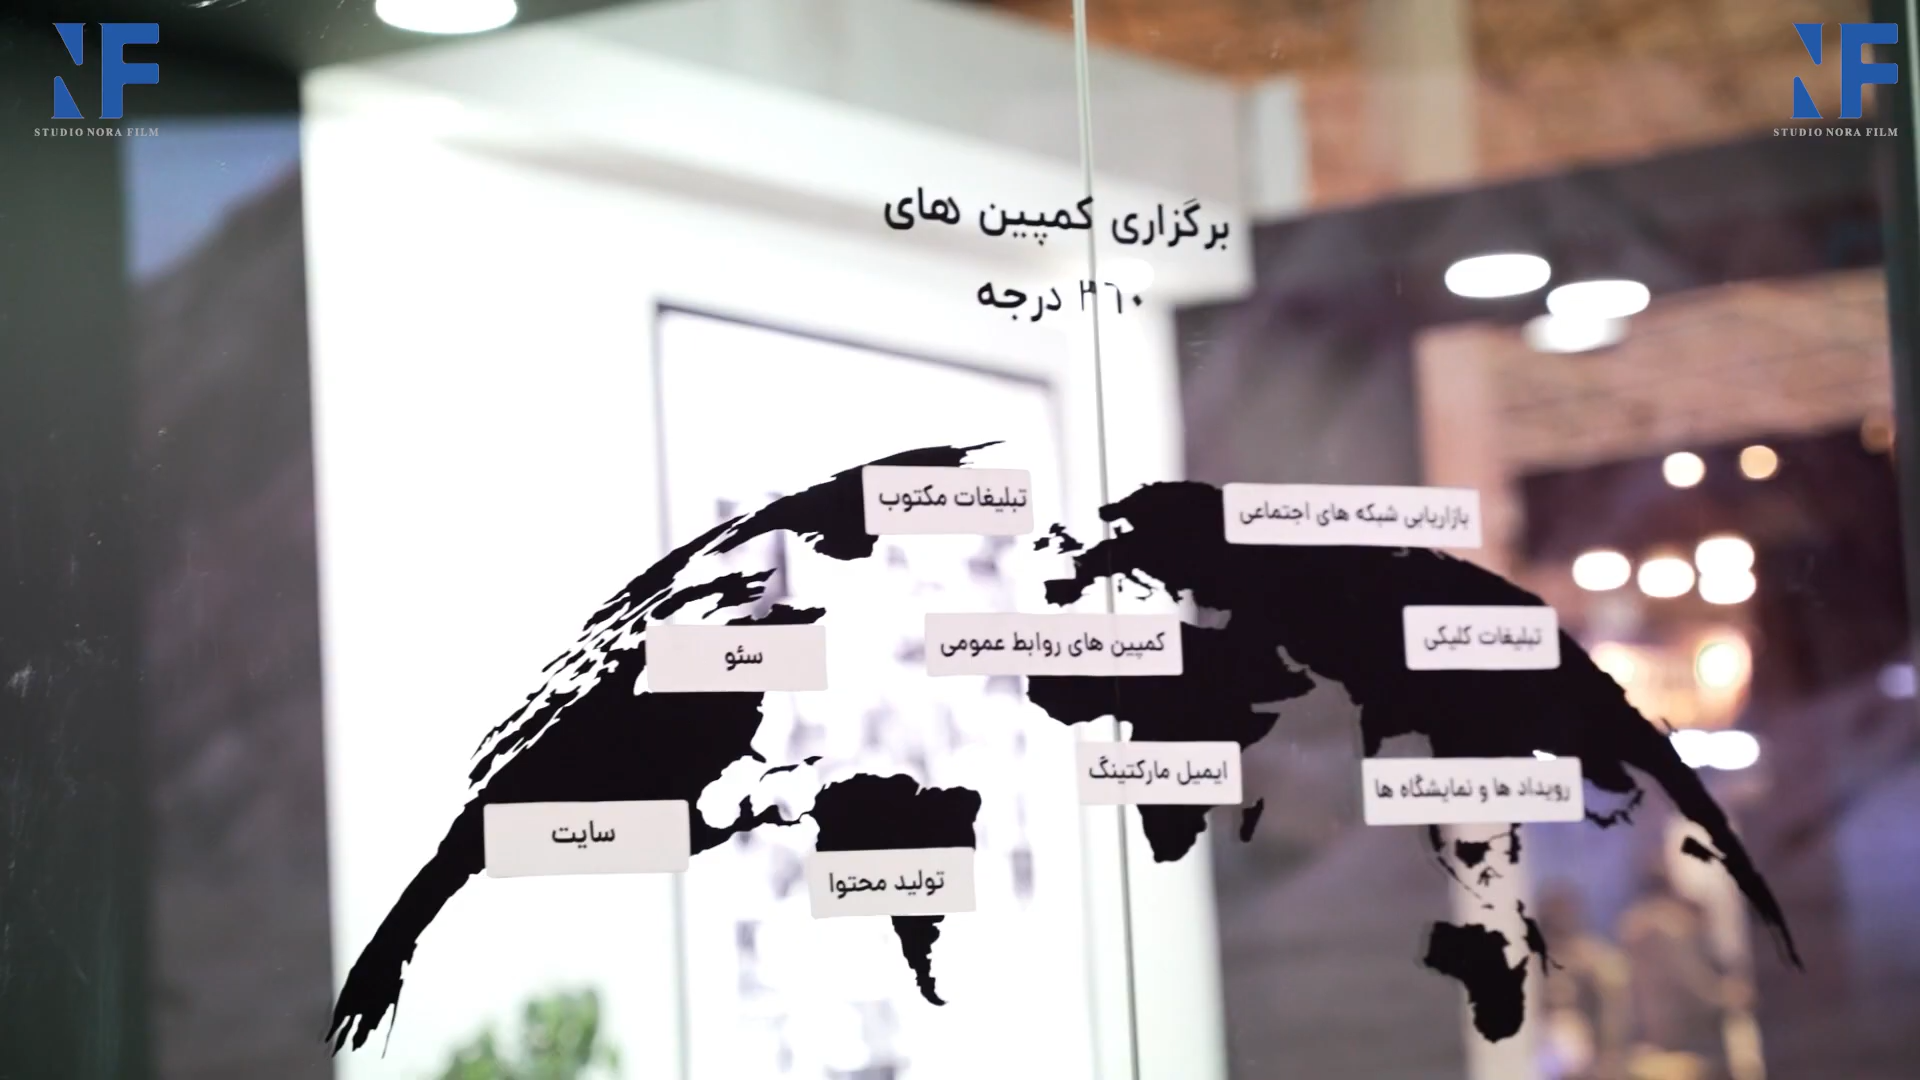 NF
STUDIO NORA FILM
NF
STUDIO NORA FILM
برگزاری کمپین های
۳٦۰ درجه
بازاریابی شبکه های اجتماعی
تبلیغات مکتوب
تبلیغات کلیکی
کمپین های روابط عمومی
سئو
رویداد ها و نمایشگاه ها
ایمیل مارکتینگ
سایت
تولید محتوا